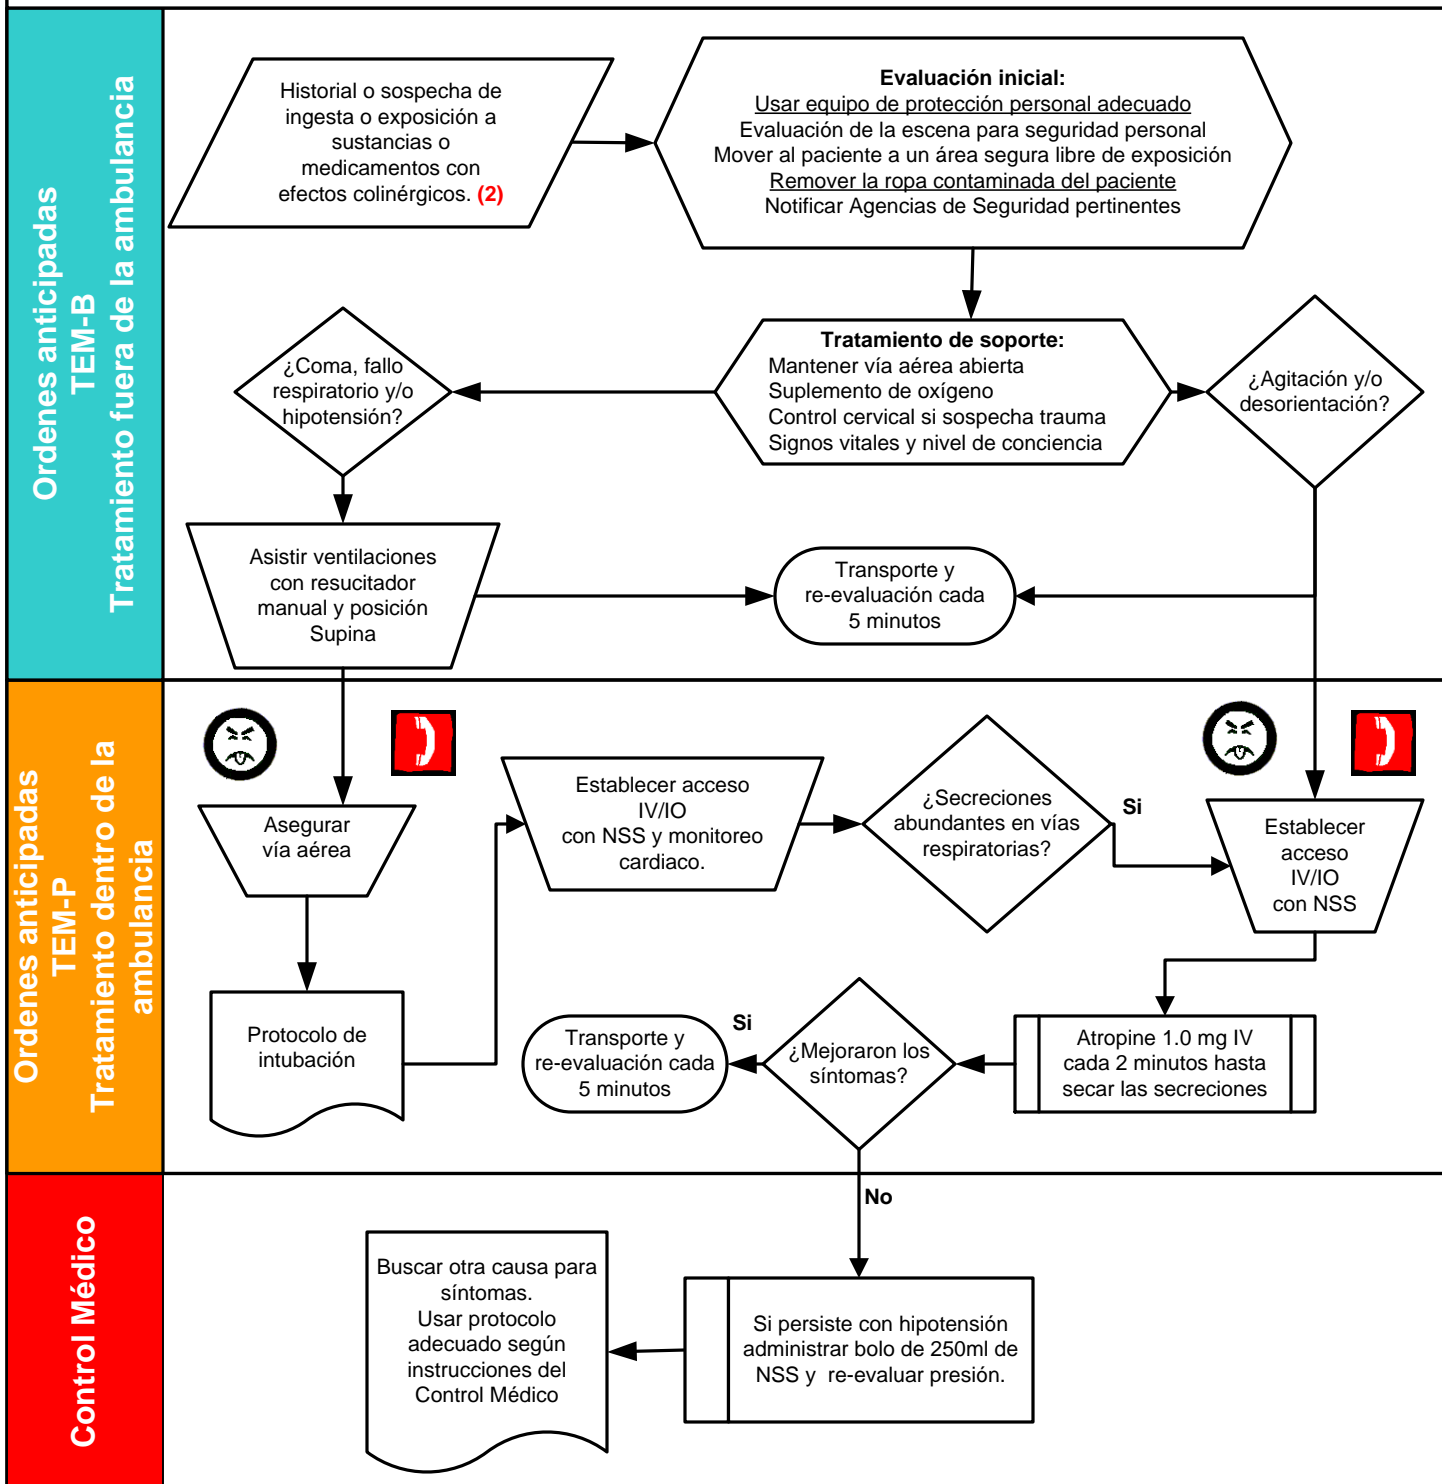 Ordenes anticipadas
TEM-B
Tratamiento fuera de la ambulancia
Historial o sospecha de
ingesta o exposición a
sustancias o
medicamentos con
efectos colinérgicos. (2)
Evaluación inicial:
Usar equipo de protección personal adecuado
Evaluación de la escena para seguridad personal
Mover al paciente a un área segura libre de exposición
Remover la ropa contaminada del paciente
Notificar Agencias de Seguridad pertinentes
¿Coma, fallo
respiratorio y/o
hipotensión?
Tratamiento de soporte:
Mantener vía aérea abierta
Suplemento de oxígeno
Control cervical si sospecha trauma
Signos vitales y nivel de conciencia
¿Agitación y/o
desorientación?
Asistir ventilaciones
con resucitador
manual y posición
Supina
Transporte y
re-evaluación cada
5 minutos
Ordenes anticipadas
TEM-P
Tratamiento dentro de la
ambulancia
Asegurar
vía aérea
Establecer acceso
IV/IO
con NSS y monitoreo
cardiaco.
¿Secreciones
abundantes en vías
respiratorias?
Si
Establecer
acceso
IV/IO
con NSS
Protocolo de
intubación
Transporte y
re-evaluación cada
5 minutos
Si
¿Mejoraron los
síntomas?
Atropine 1.0 mg IV
cada 2 minutos hasta
secar las secreciones
Control Médico
No
Buscar otra causa para
síntomas.
Usar protocolo
adecuado según
instrucciones del
Control Médico
Si persiste con hipotensión
administrar bolo de 250ml de
NSS y  re-evaluar presión.